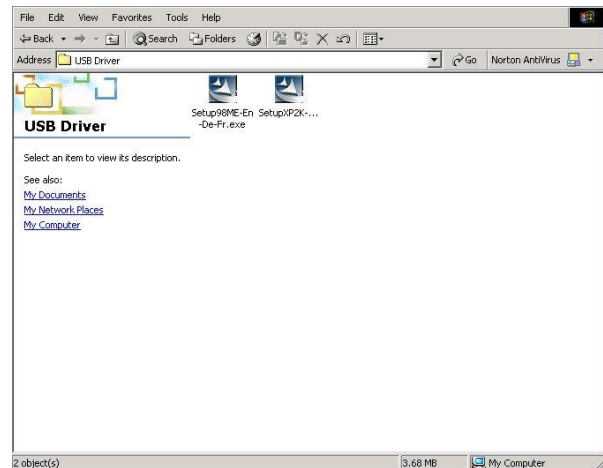 File Edit View Favorites Tools Help
Back Search Folders
Address USB Driver Go Norton AntiVirus
USB Driver
Select an item to view its description.
See also:
My Documents
My Network Places
My Computer
Setup98ME-En
-De-Fr.exe
SetupXP2K-...
2 object(s) 3.68 MB My Computer